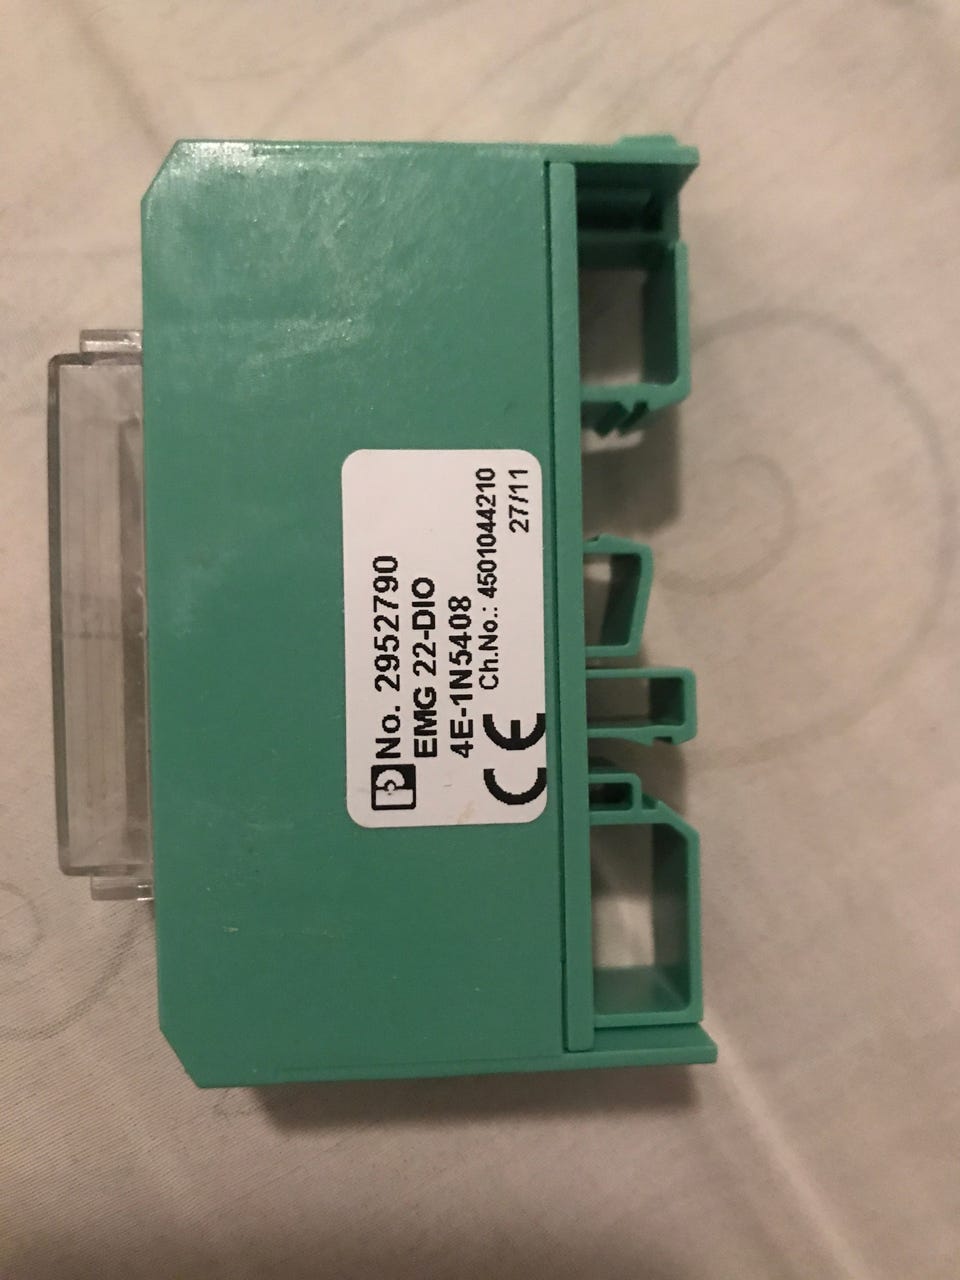 No. 2952790
EMG 22-DIO
4E-1N5408
Ch.No.: 4501044210
27/11
CE